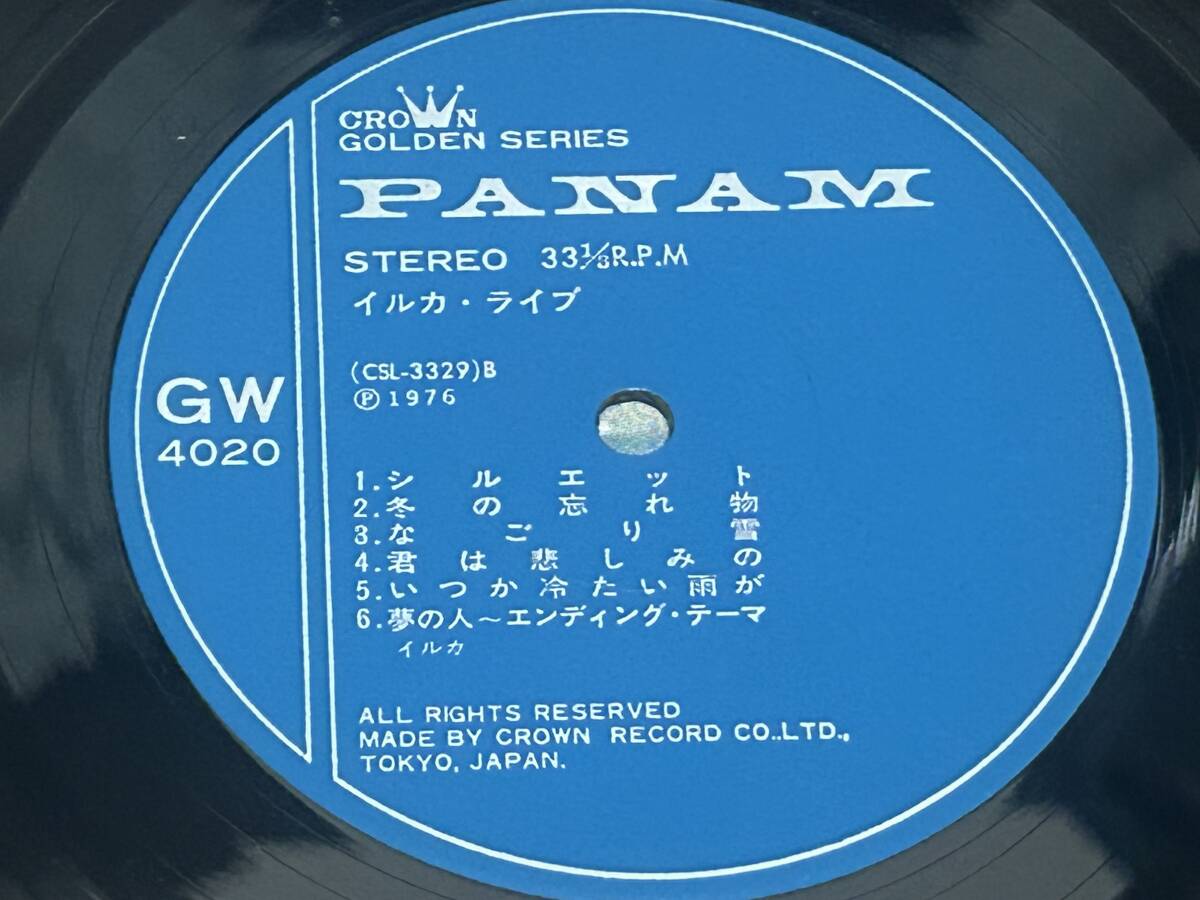 CROWN
GOLDEN SERIES
PANAM
STEREO 33⅓R.P.M
イルカ・ライブ
(CSL-3329)B
Ⓟ1976
GW
4020
1.シルエット
2.冬の忘れ物
3.なごり雪
4.君は悲しみの
5.いつか冷たい雨が
6.夢の人~エンディング・テーマ
イルカ
ALL RIGHTS RESERVED
MADE BY CROWN RECORD CO.,LTD.,
TOKYO, JAPAN.